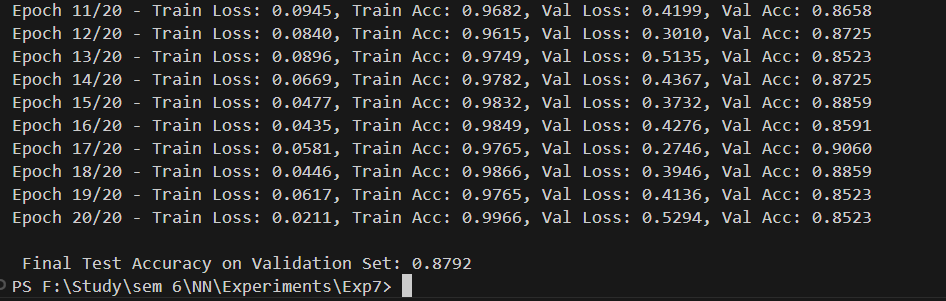 Epoch 11/20 - Train Loss: 0.0945, Train Acc: 0.9682, Val Loss: 0.4199, Val Acc: 0.8658
Epoch 12/20 - Train Loss: 0.0840, Train Acc: 0.9615, Val Loss: 0.3010, Val Acc: 0.8725
Epoch 13/20 - Train Loss: 0.0896, Train Acc: 0.9749, Val Loss: 0.5135, Val Acc: 0.8523
Epoch 14/20 - Train Loss: 0.0669, Train Acc: 0.9782, Val Loss: 0.4367, Val Acc: 0.8725
Epoch 15/20 - Train Loss: 0.0477, Train Acc: 0.9832, Val Loss: 0.3732, Val Acc: 0.8859
Epoch 16/20 - Train Loss: 0.0435, Train Acc: 0.9849, Val Loss: 0.4276, Val Acc: 0.8591
Epoch 17/20 - Train Loss: 0.0581, Train Acc: 0.9765, Val Loss: 0.2746, Val Acc: 0.9060
Epoch 18/20 - Train Loss: 0.0446, Train Acc: 0.9866, Val Loss: 0.3946, Val Acc: 0.8859
Epoch 19/20 - Train Loss: 0.0617, Train Acc: 0.9765, Val Loss: 0.4136, Val Acc: 0.8523
Epoch 20/20 - Train Loss: 0.0211, Train Acc: 0.9966, Val Loss: 0.5294, Val Acc: 0.8523
Final Test Accuracy on Validation Set: 0.8792
PS F:\Study\sem 6\NN\Experiments\Exp7>